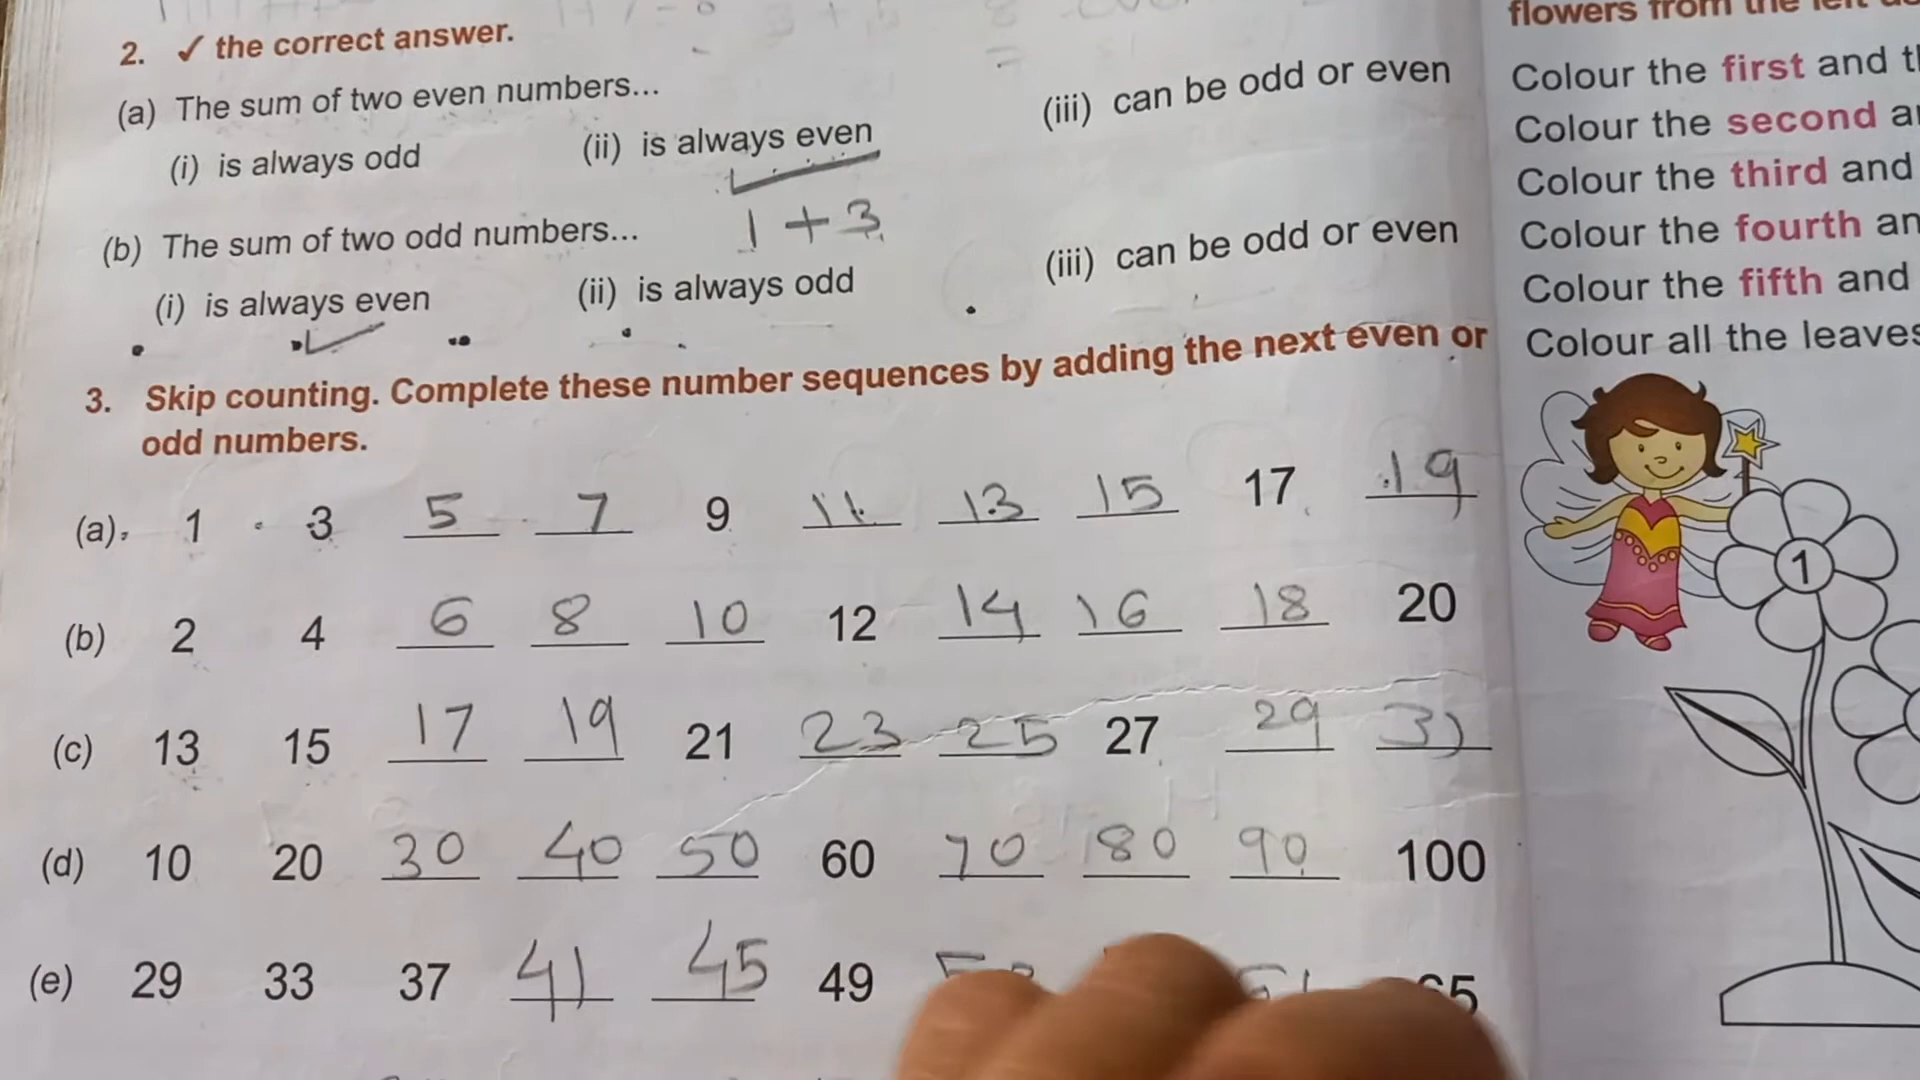 2. ✓ the correct answer.
(a) The sum of two even numbers...
(i) is always odd (ii) is always even (iii) can be odd or even
1 + 3
(b) The sum of two odd numbers...
(i) is always even (ii) is always odd (iii) can be odd or even
3. Skip counting. Complete these number sequences by adding the next even or
odd numbers.
(a) 1 3 5 7 9 11 13 15 17 19
(b) 2 4 6 8 10 12 14 16 18 20
(c) 13 15 17 19 21 23 25 27 29 31
(d) 10 20 30 40 50 60 70 80 90 100
(e) 29 33 37 41 45 49
flowers from the left
Colour the first and
Colour the second
Colour the third and
Colour the fourth
Colour the fifth and
Colour all the leaves
1